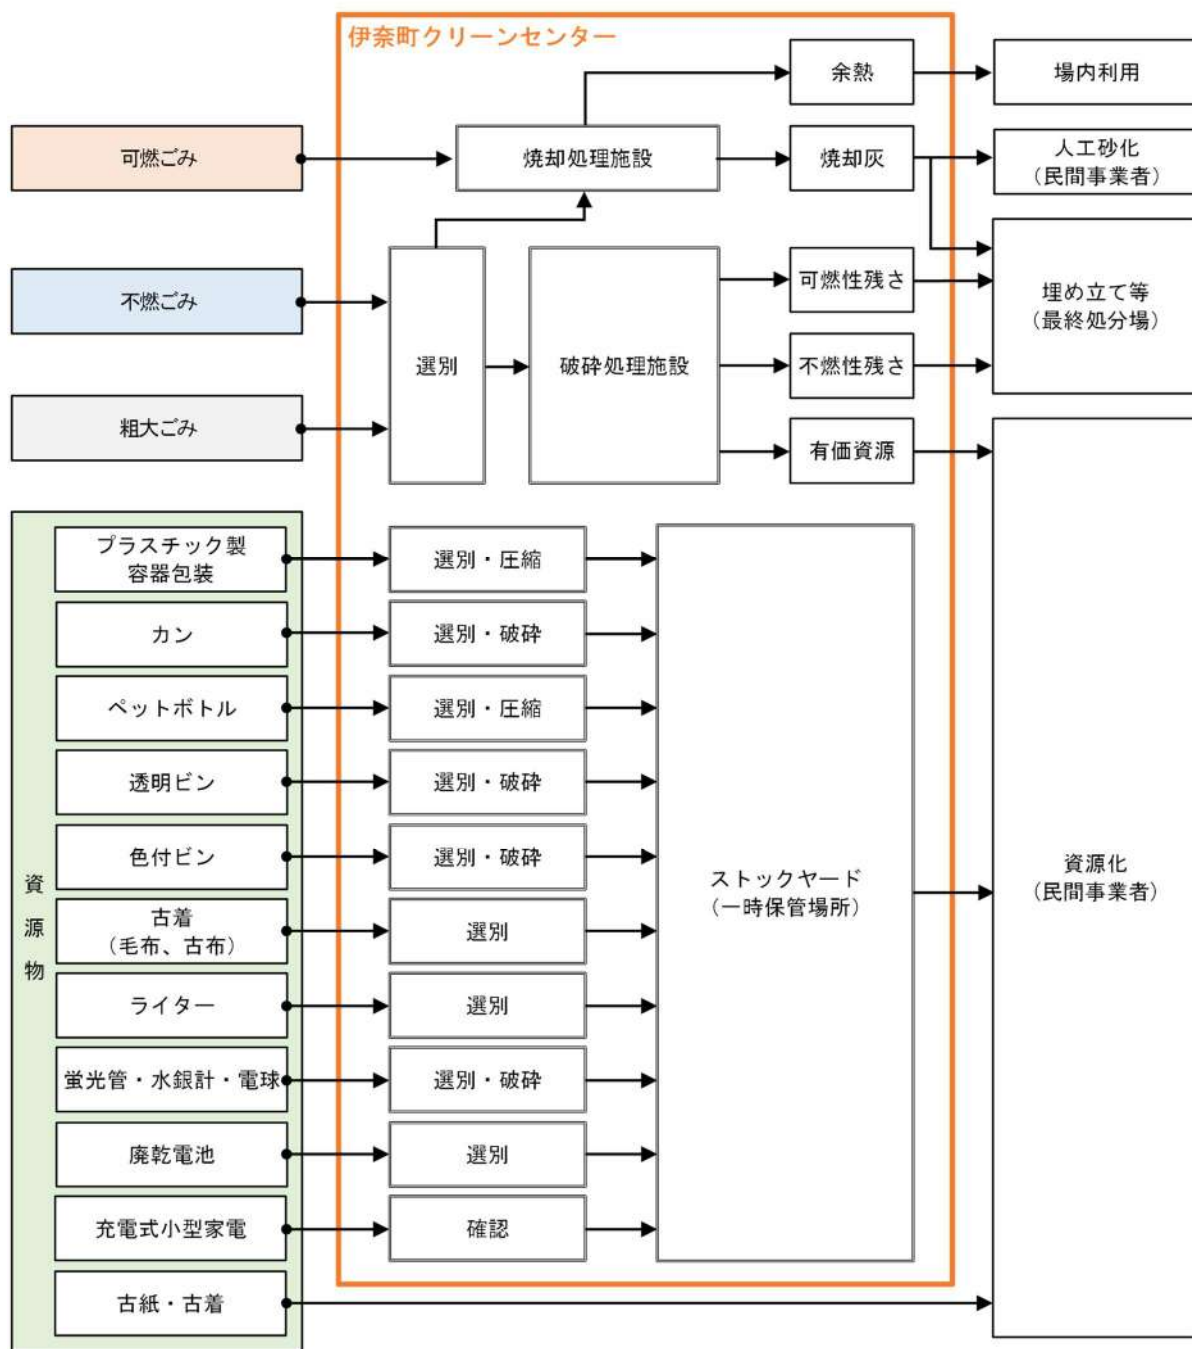 伊奈町クリーンセンター
余熱
場内利用
可燃ごみ
焼却処理施設
焼却灰
人工砂化
（民間事業者）
不燃ごみ
選別
破砕処理施設
可燃性残さ
埋め立て等
（最終処分場）
不燃性残さ
粗大ごみ
有価資源
資源物
プラスチック製
容器包装
選別・圧縮
カン
選別・破砕
ペットボトル
選別・圧縮
透明ビン
選別・破砕
色付ビン
選別・破砕
ストックヤード
（一時保管場所）
資源化
（民間事業者）
古着
（毛布、古布）
選別
ライター
選別
蛍光管・水銀計・電球
選別・破砕
廃乾電池
選別
充電式小型家電
確認
古紙・古着